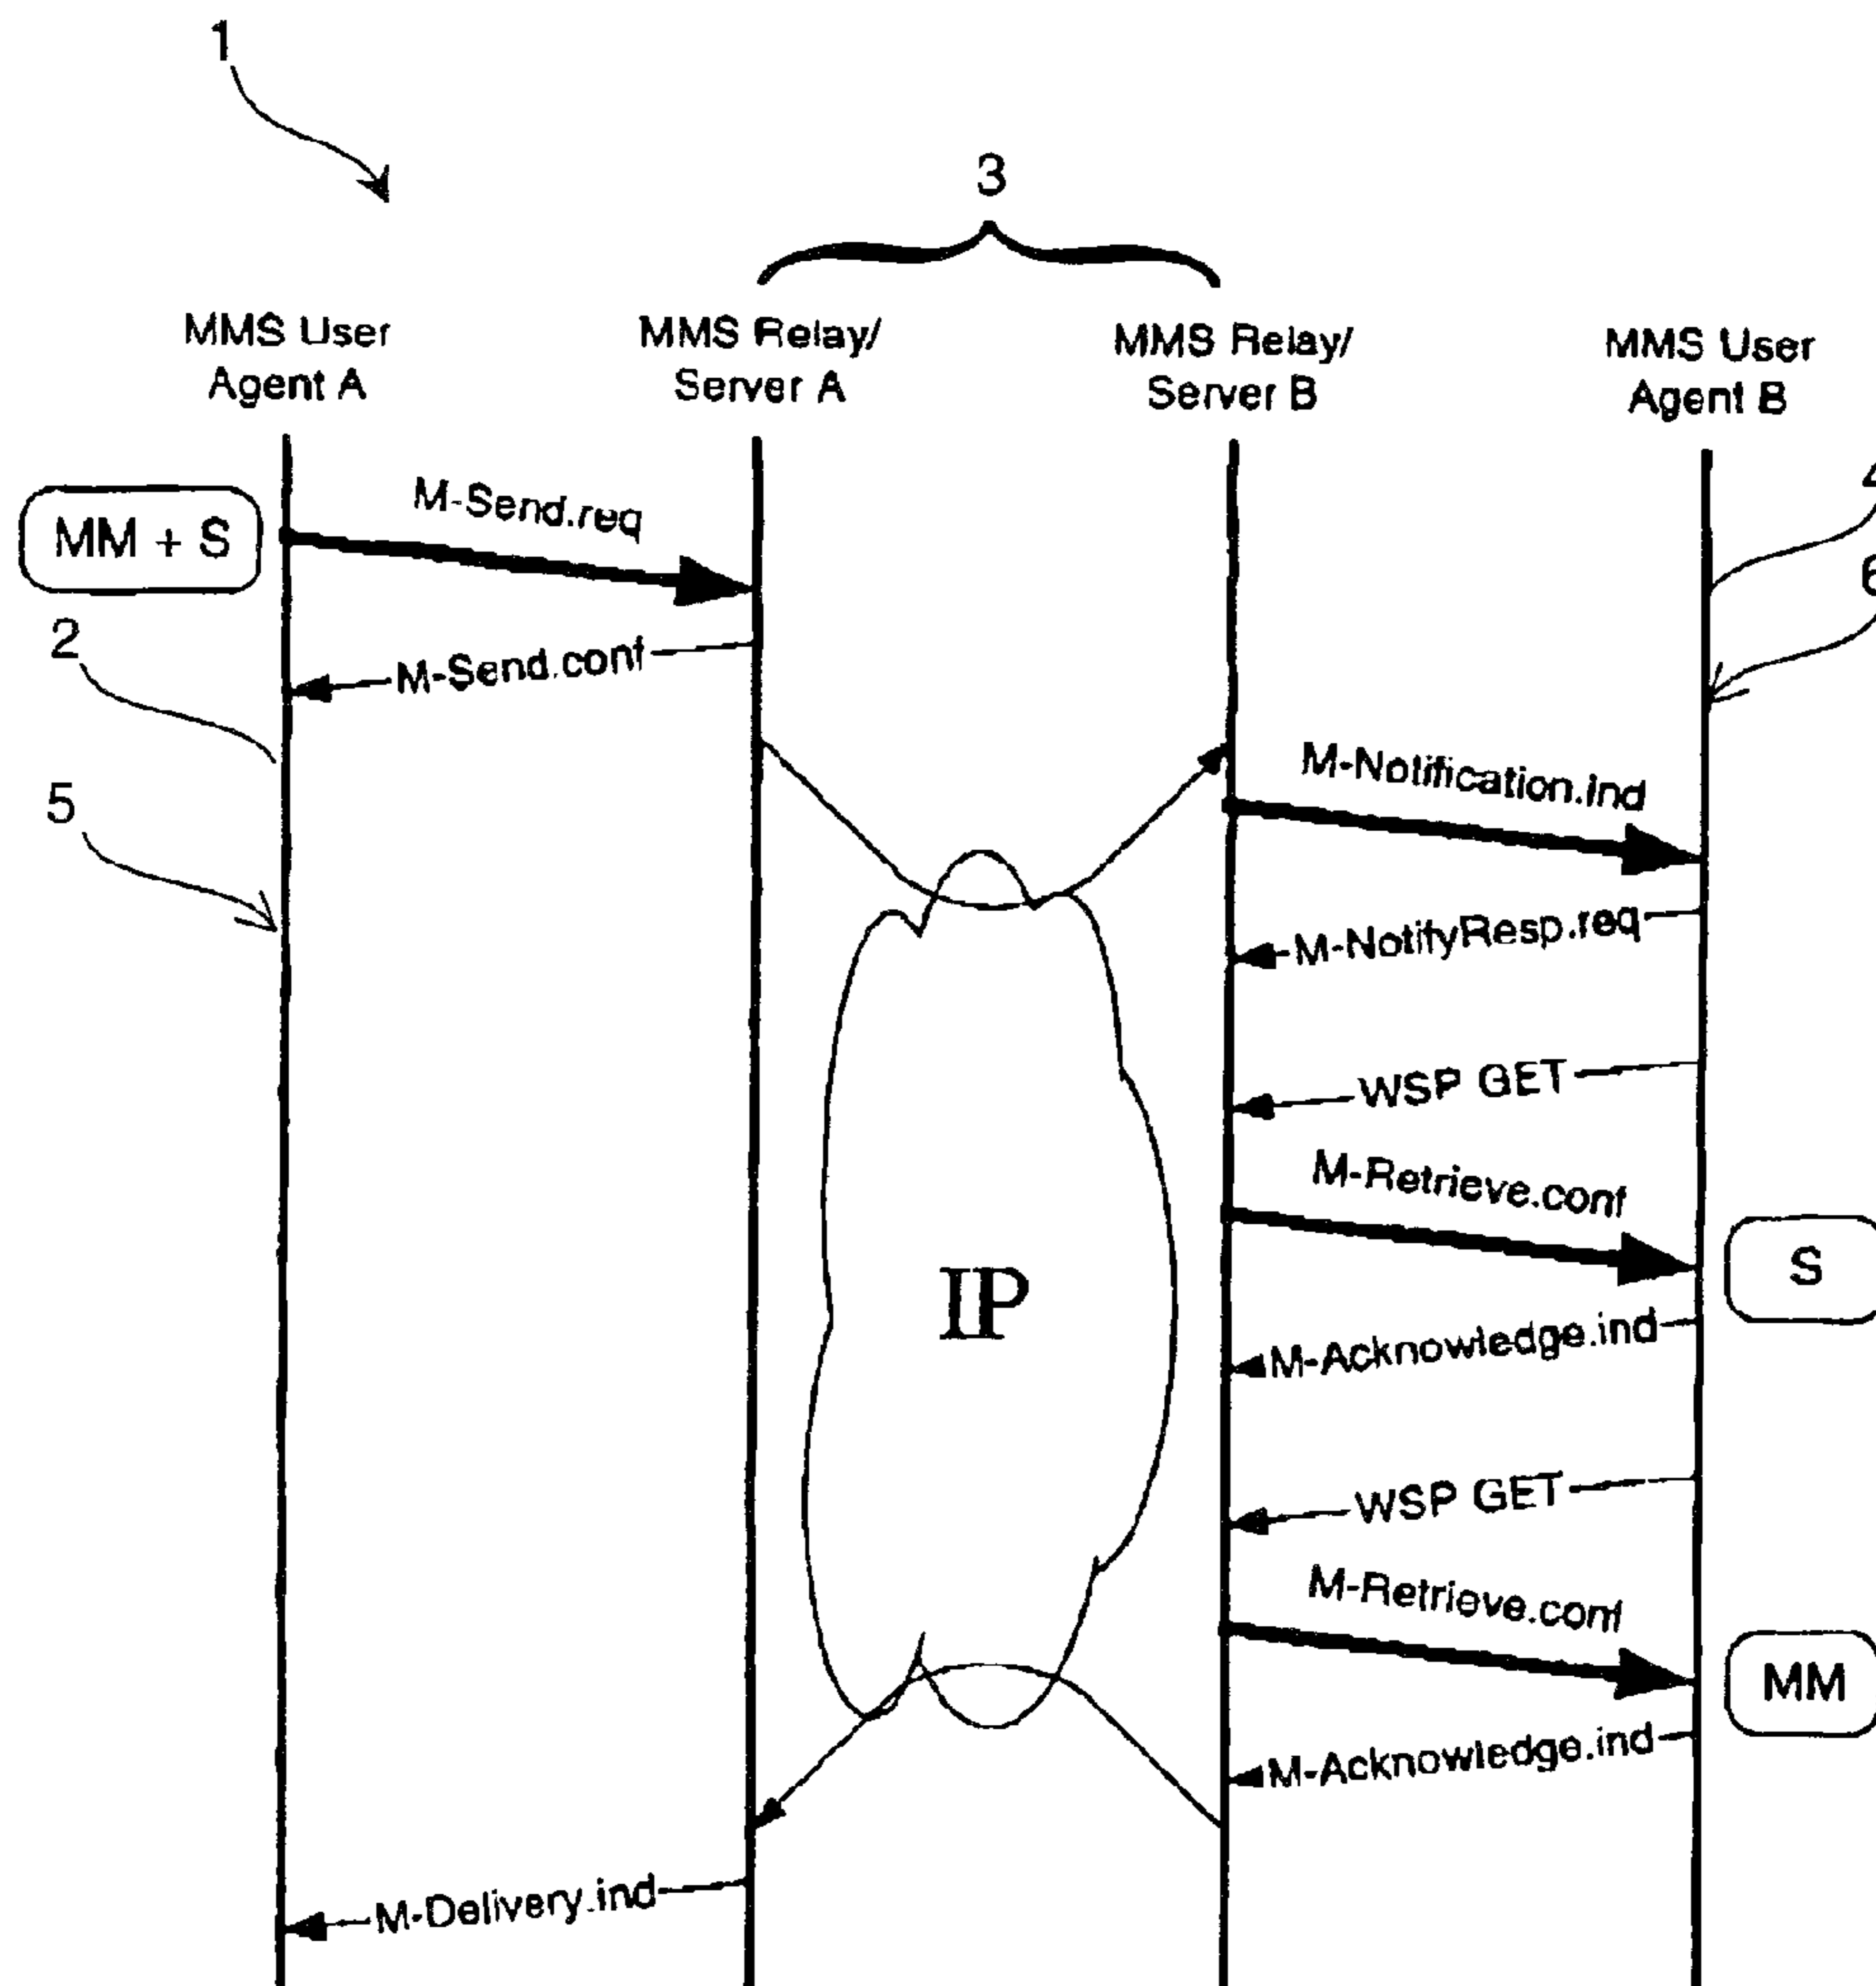 1
3
MMS User
Agent A
MMS Relay/
Server A
MMS Relay/
Server B
MMS User
Agent B
MM + S
M-Send.req
4
6
2
M-Send.conf
M-Notification.ind
5
M-NotifyResp.req
WSP GET
M-Retrieve.conf
IP
S
M-Acknowledge.ind
WSP GET
M-Retrieve.conf
MM
M-Acknowledge.ind
M-Delivery.ind